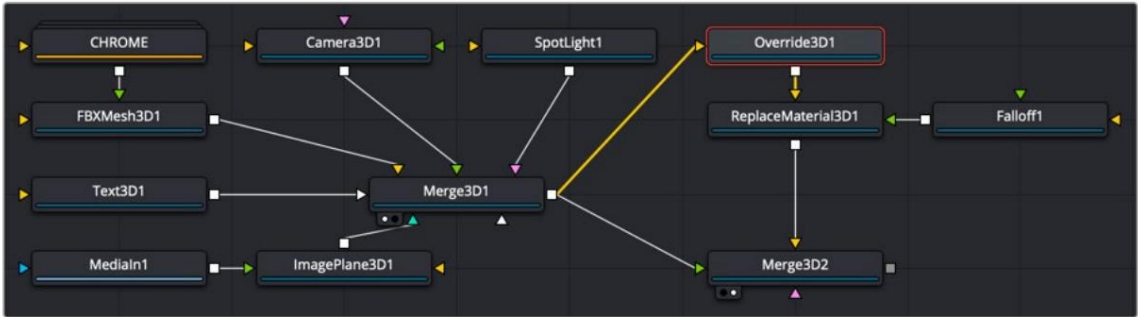 CHROME
Camera3D1
SpotLight1
Override3D1
FBXMesh3D1
ReplaceMaterial3D1
Falloff1
Text3D1
Merge3D1
MediaIn1
ImagePlane3D1
Merge3D2